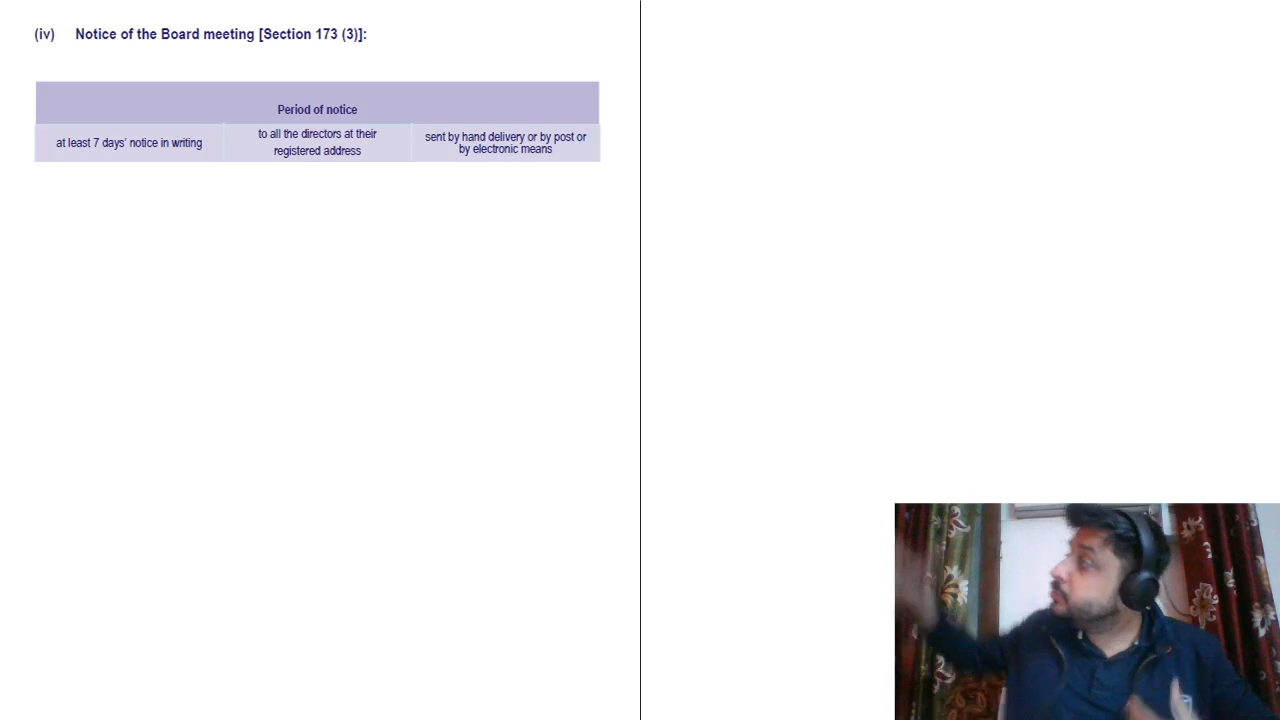 (iv) Notice of the Board meeting [Section 173 (3)]:
Period of notice
at least 7 days' notice in writing
to all the directors at their
registered address
sent by hand delivery or by post or
by electronic means